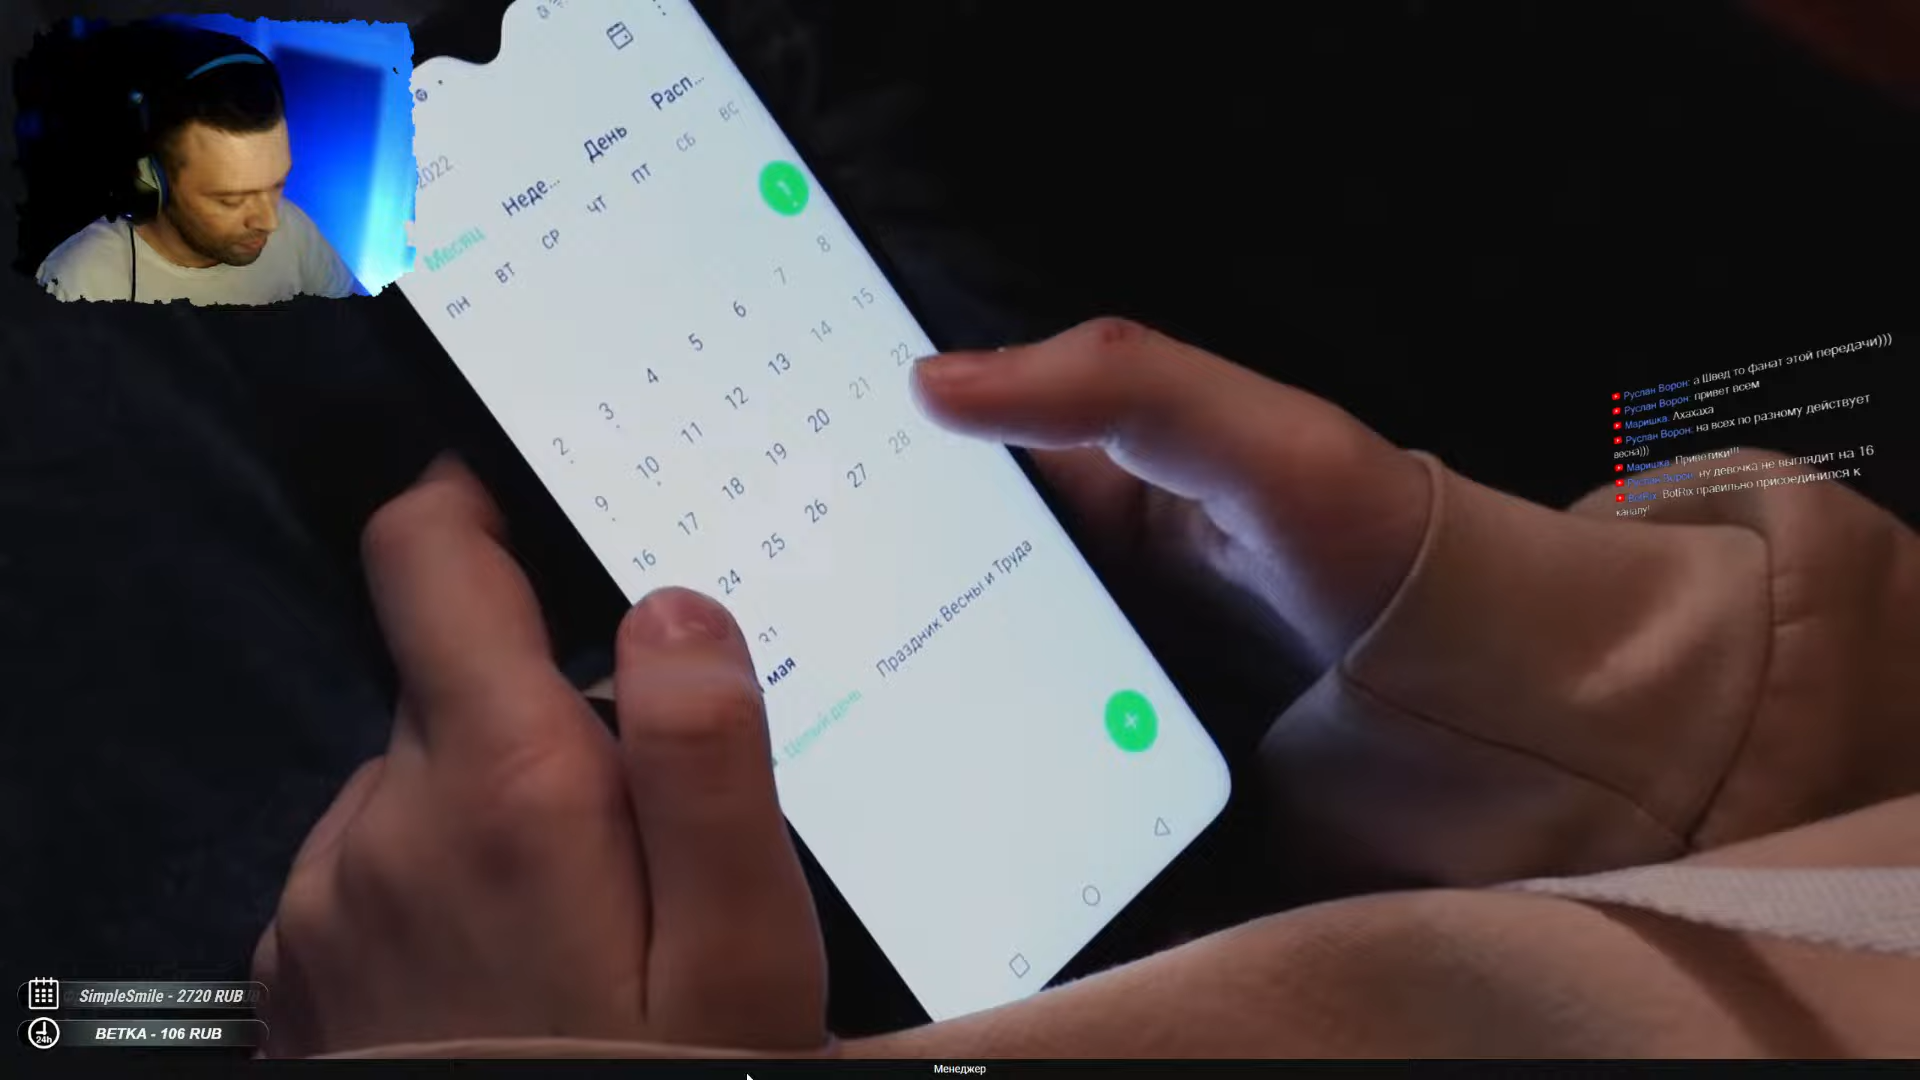 2022
Месяц Неде... День Расп...
ПН ВТ СР ЧТ ПТ СБ ВС
1
2 3 4 5 6 7 8
9 10 11 12 13 14 15
16 17 18 19 20 21 22
24 25 26 27 28
31
мая
Целый день Праздник Весны и Труда
Руслан Ворон: а Швед то фанат этой передачи)))
Руслан Ворон: привет всем
Маришка: Ахахаха
Руслан Ворон: на всех по разному действует
весна)))
Маришка: Приветики!!!
Руслан Ворон: ну девочка не выглядит на 16
BotRix: BotRix правильно присоединился к
каналу!
SimpleSmile - 2720 RUB
24h
ВЕТКА - 106 RUB
Менеджер